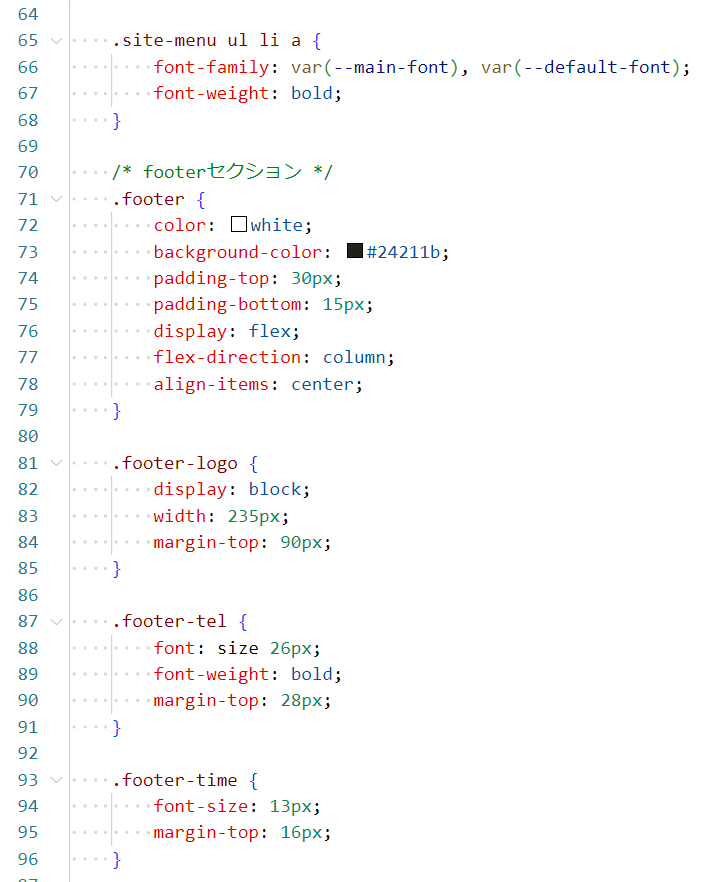 64
65 .site-menu ul li a {
66 font-family: var(--main-font), var(--default-font);
67 font-weight: bold;
68 }
69
70 /* footerセクション */
71 .footer {
72 color: white;
73 background-color: #24211b;
74 padding-top: 30px;
75 padding-bottom: 15px;
76 display: flex;
77 flex-direction: column;
78 align-items: center;
79 }
80
81 .footer-logo {
82 display: block;
83 width: 235px;
84 margin-top: 90px;
85 }
86
87 .footer-tel {
88 font: size 26px;
89 font-weight: bold;
90 margin-top: 28px;
91 }
92
93 .footer-time {
94 font-size: 13px;
95 margin-top: 16px;
96 }